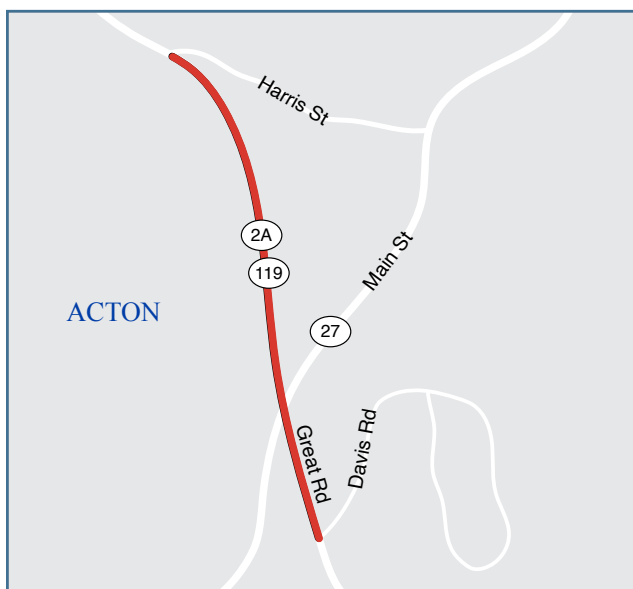 Harris St
2A
Main St
119
ACTON
27
Great Rd
Davis Rd